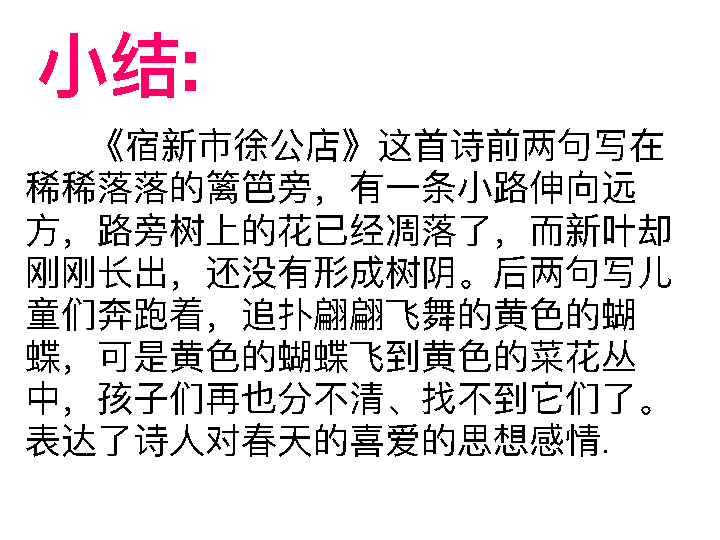 小结:
《宿新市徐公店》这首诗前两句写在
稀稀落落的篱笆旁，有一条小路伸向远
方，路旁树上的花已经凋落了，而新叶却
刚刚长出，还没有形成树阴。后两句写儿
童们奔跑着，追扑翩翩飞舞的黄色的蝴
蝶，可是黄色的蝴蝶飞到黄色的菜花丛
中，孩子们再也分不清、找不到它们了。
表达了诗人对春天的喜爱的思想感情.